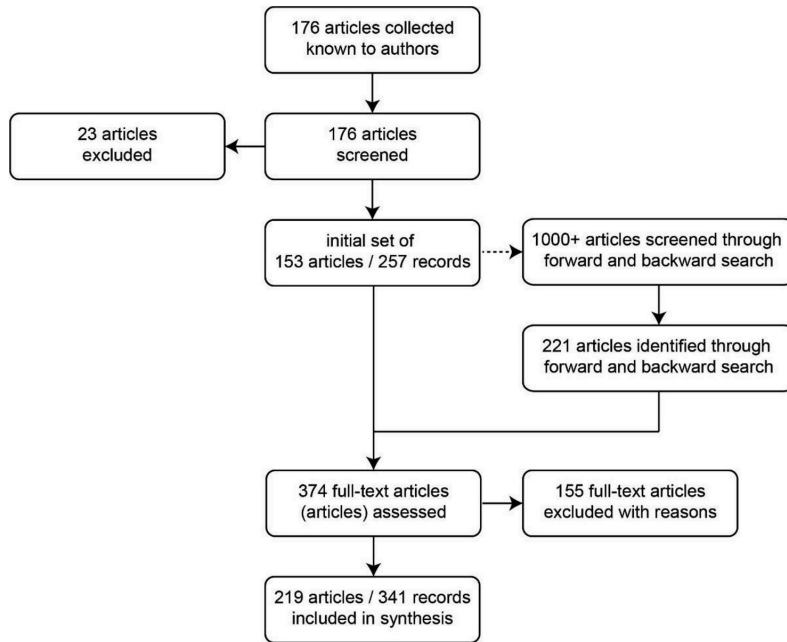 176 articles collected
known to authors
23 articles
excluded
176 articles
screened
initial set of
153 articles / 257 records
1000+ articles screened through
forward and backward search
221 articles identified through
forward and backward search
374 full-text articles
(articles) assessed
155 full-text articles
excluded with reasons
219 articles / 341 records
included in synthesis